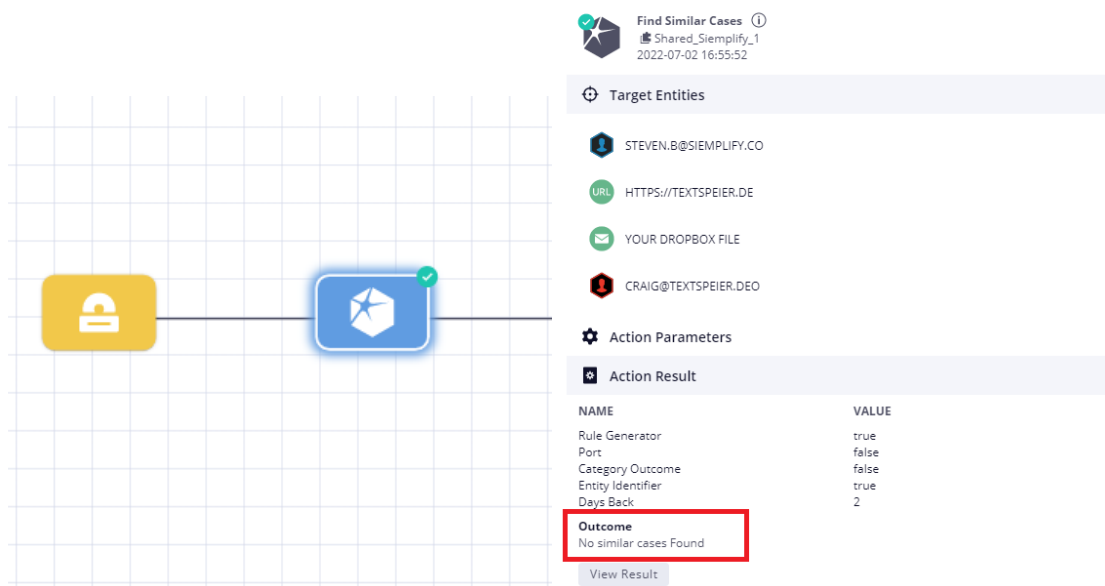 Find Similar Cases
Shared_Siemplify_1
2022-07-02 16:55:52
Target Entities
STEVEN.B@SIEMPLIFY.CO
URL HTTPS://TEXTSPEIER.DE
YOUR DROPBOX FILE
CRAIG@TEXTSPEIER.DEO
Action Parameters
Action Result
NAME VALUE
Rule Generator true
Port false
Category Outcome false
Entity Identifier true
Days Back 2
Outcome
No similar cases Found
View Result